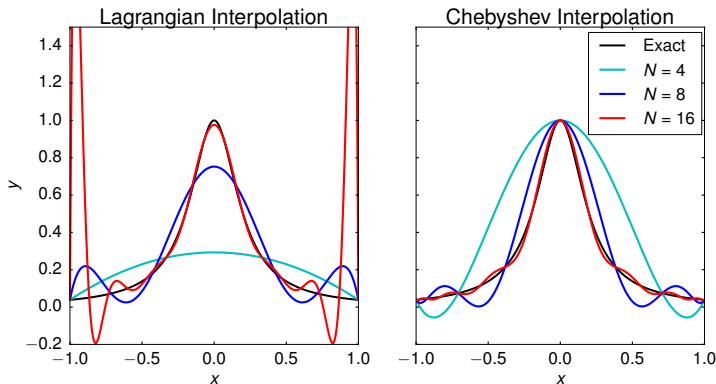 Lagrangian Interpolation
1.4
1.2
1.0
0.8
0.6
0.4
0.2
0.0
−0.2
y
−1.0 −0.5 0.0 0.5 1.0
x
Chebyshev Interpolation
Exact
N = 4
N = 8
N = 16
−1.0 −0.5 0.0 0.5 1.0
x